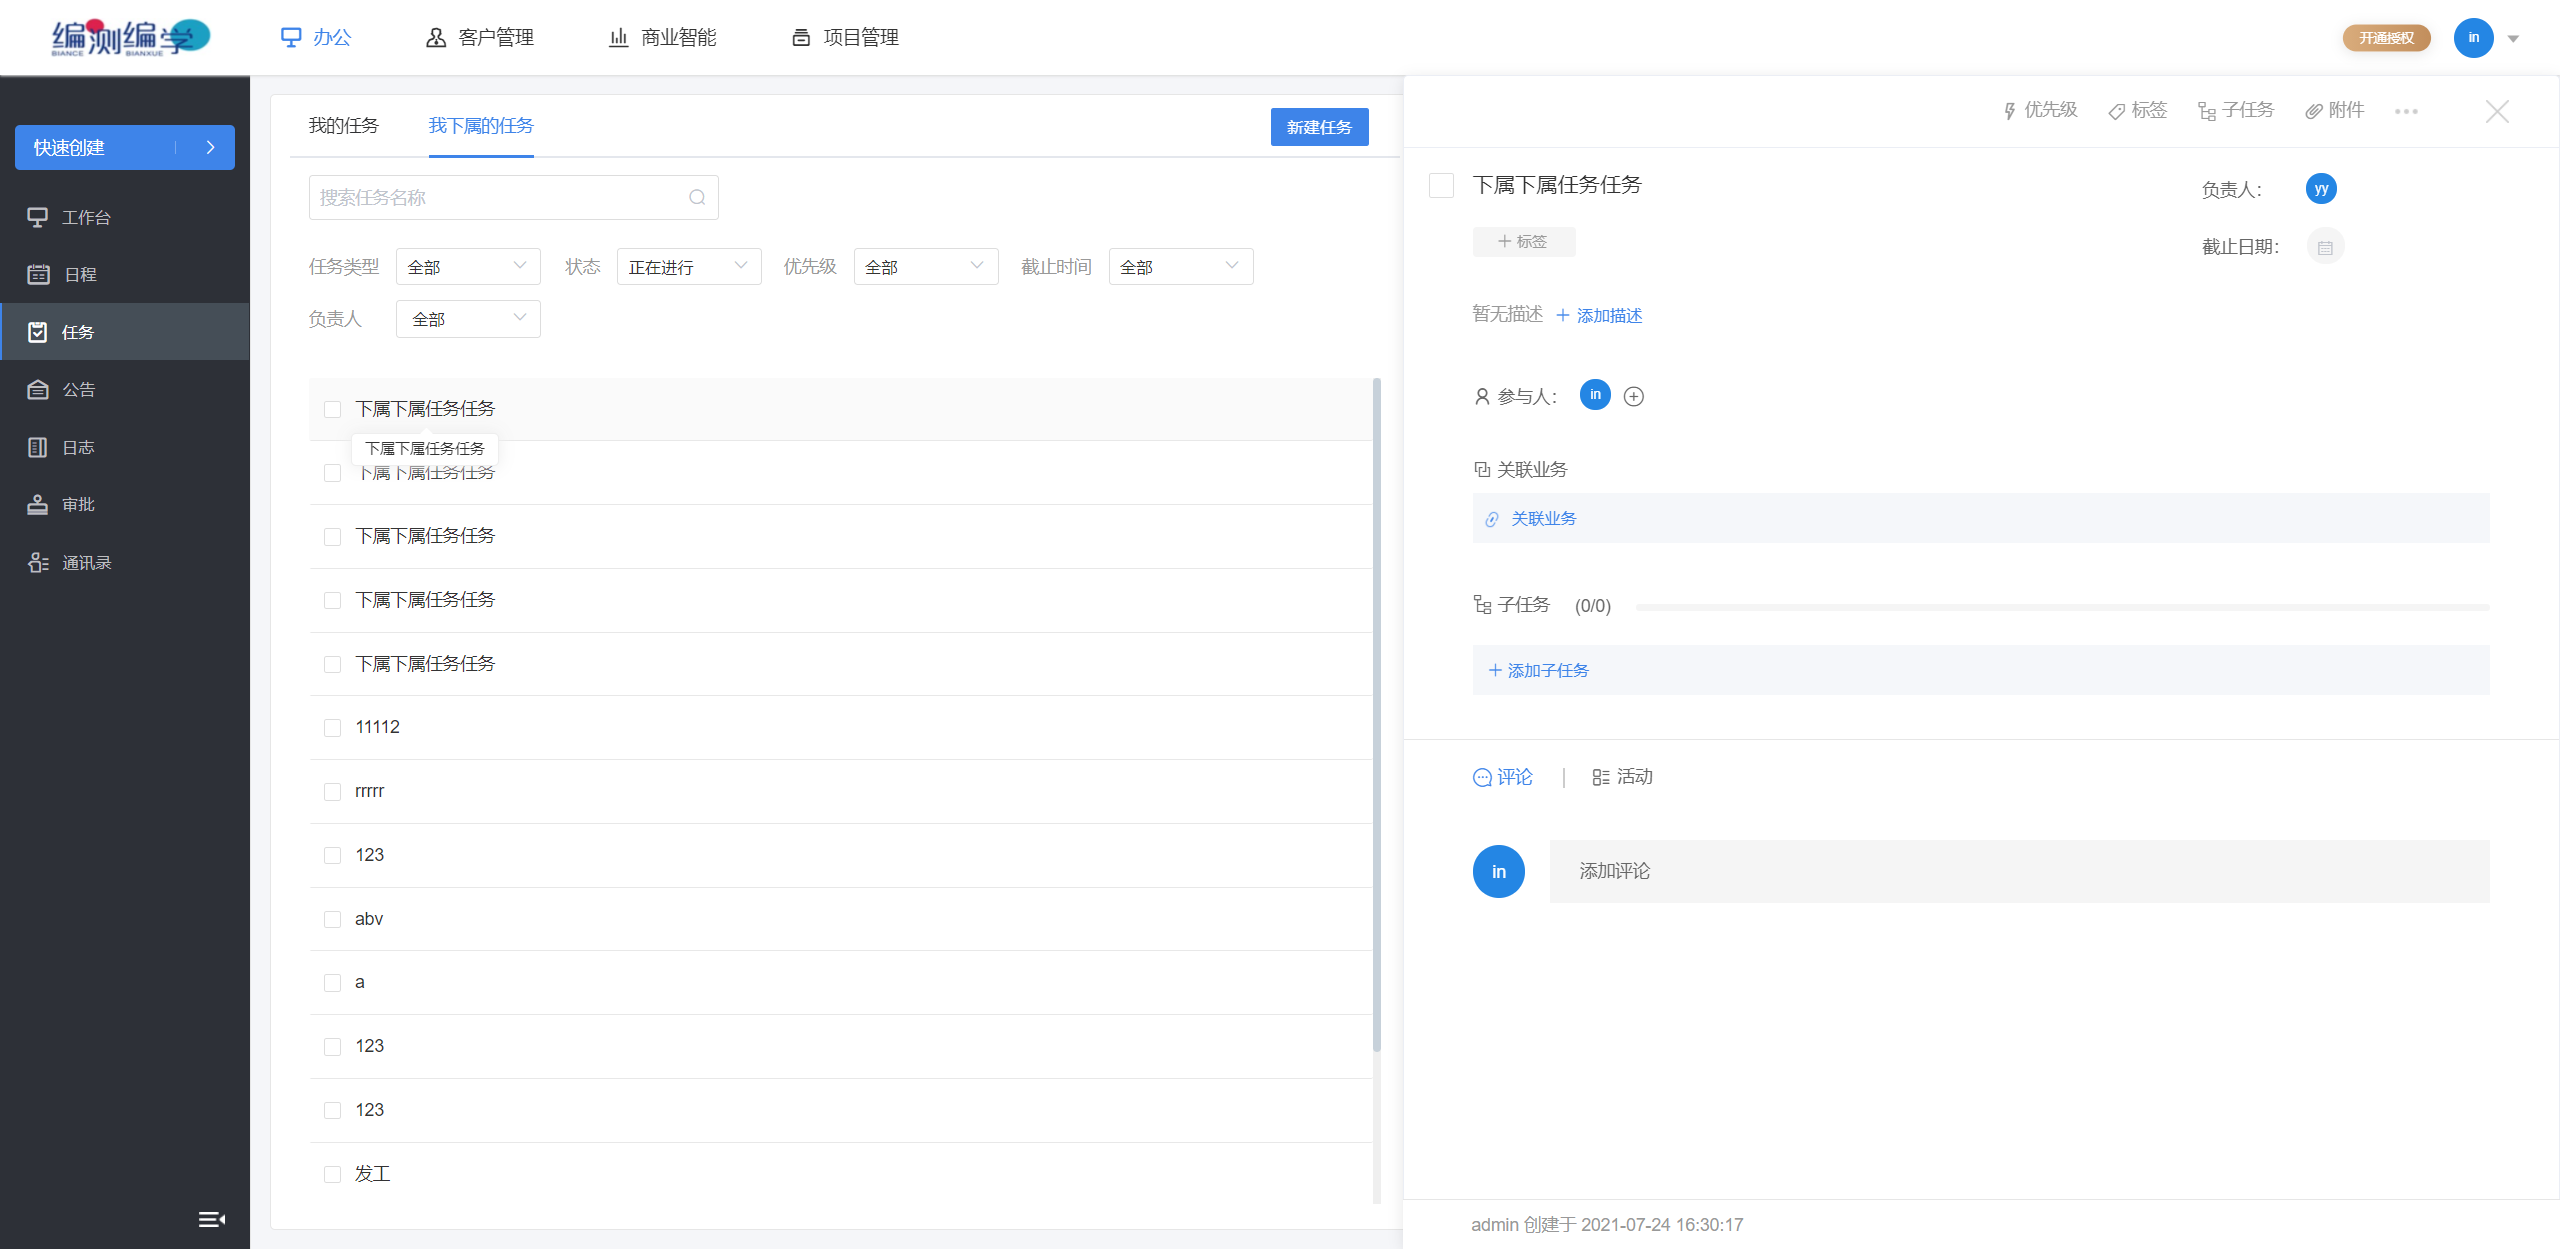 编测编学
BIANCE BIANXUE
办公
客户管理
商业智能
项目管理
开通授权
in
快速创建
工作台
日程
任务
公告
日志
审批
通讯录
我的任务
我下属的任务
新建任务
搜索任务名称
任务类型 全部 状态 正在进行 优先级 全部 截止时间 全部
负责人 全部
下属下属任务任务
下属下属任务任务
下属下属任务任务
下属下属任务任务
下属下属任务任务
下属下属任务任务
11112
rrrrr
123
abv
a
123
123
发工
优先级 标签 子任务 附件
下属下属任务任务
负责人： yy
标签
截止日期：
暂无描述 添加描述
参与人： in
关联业务
关联业务
子任务 (0/0)
添加子任务
评论 | 活动
in 添加评论
admin 创建于 2021-07-24 16:30:17